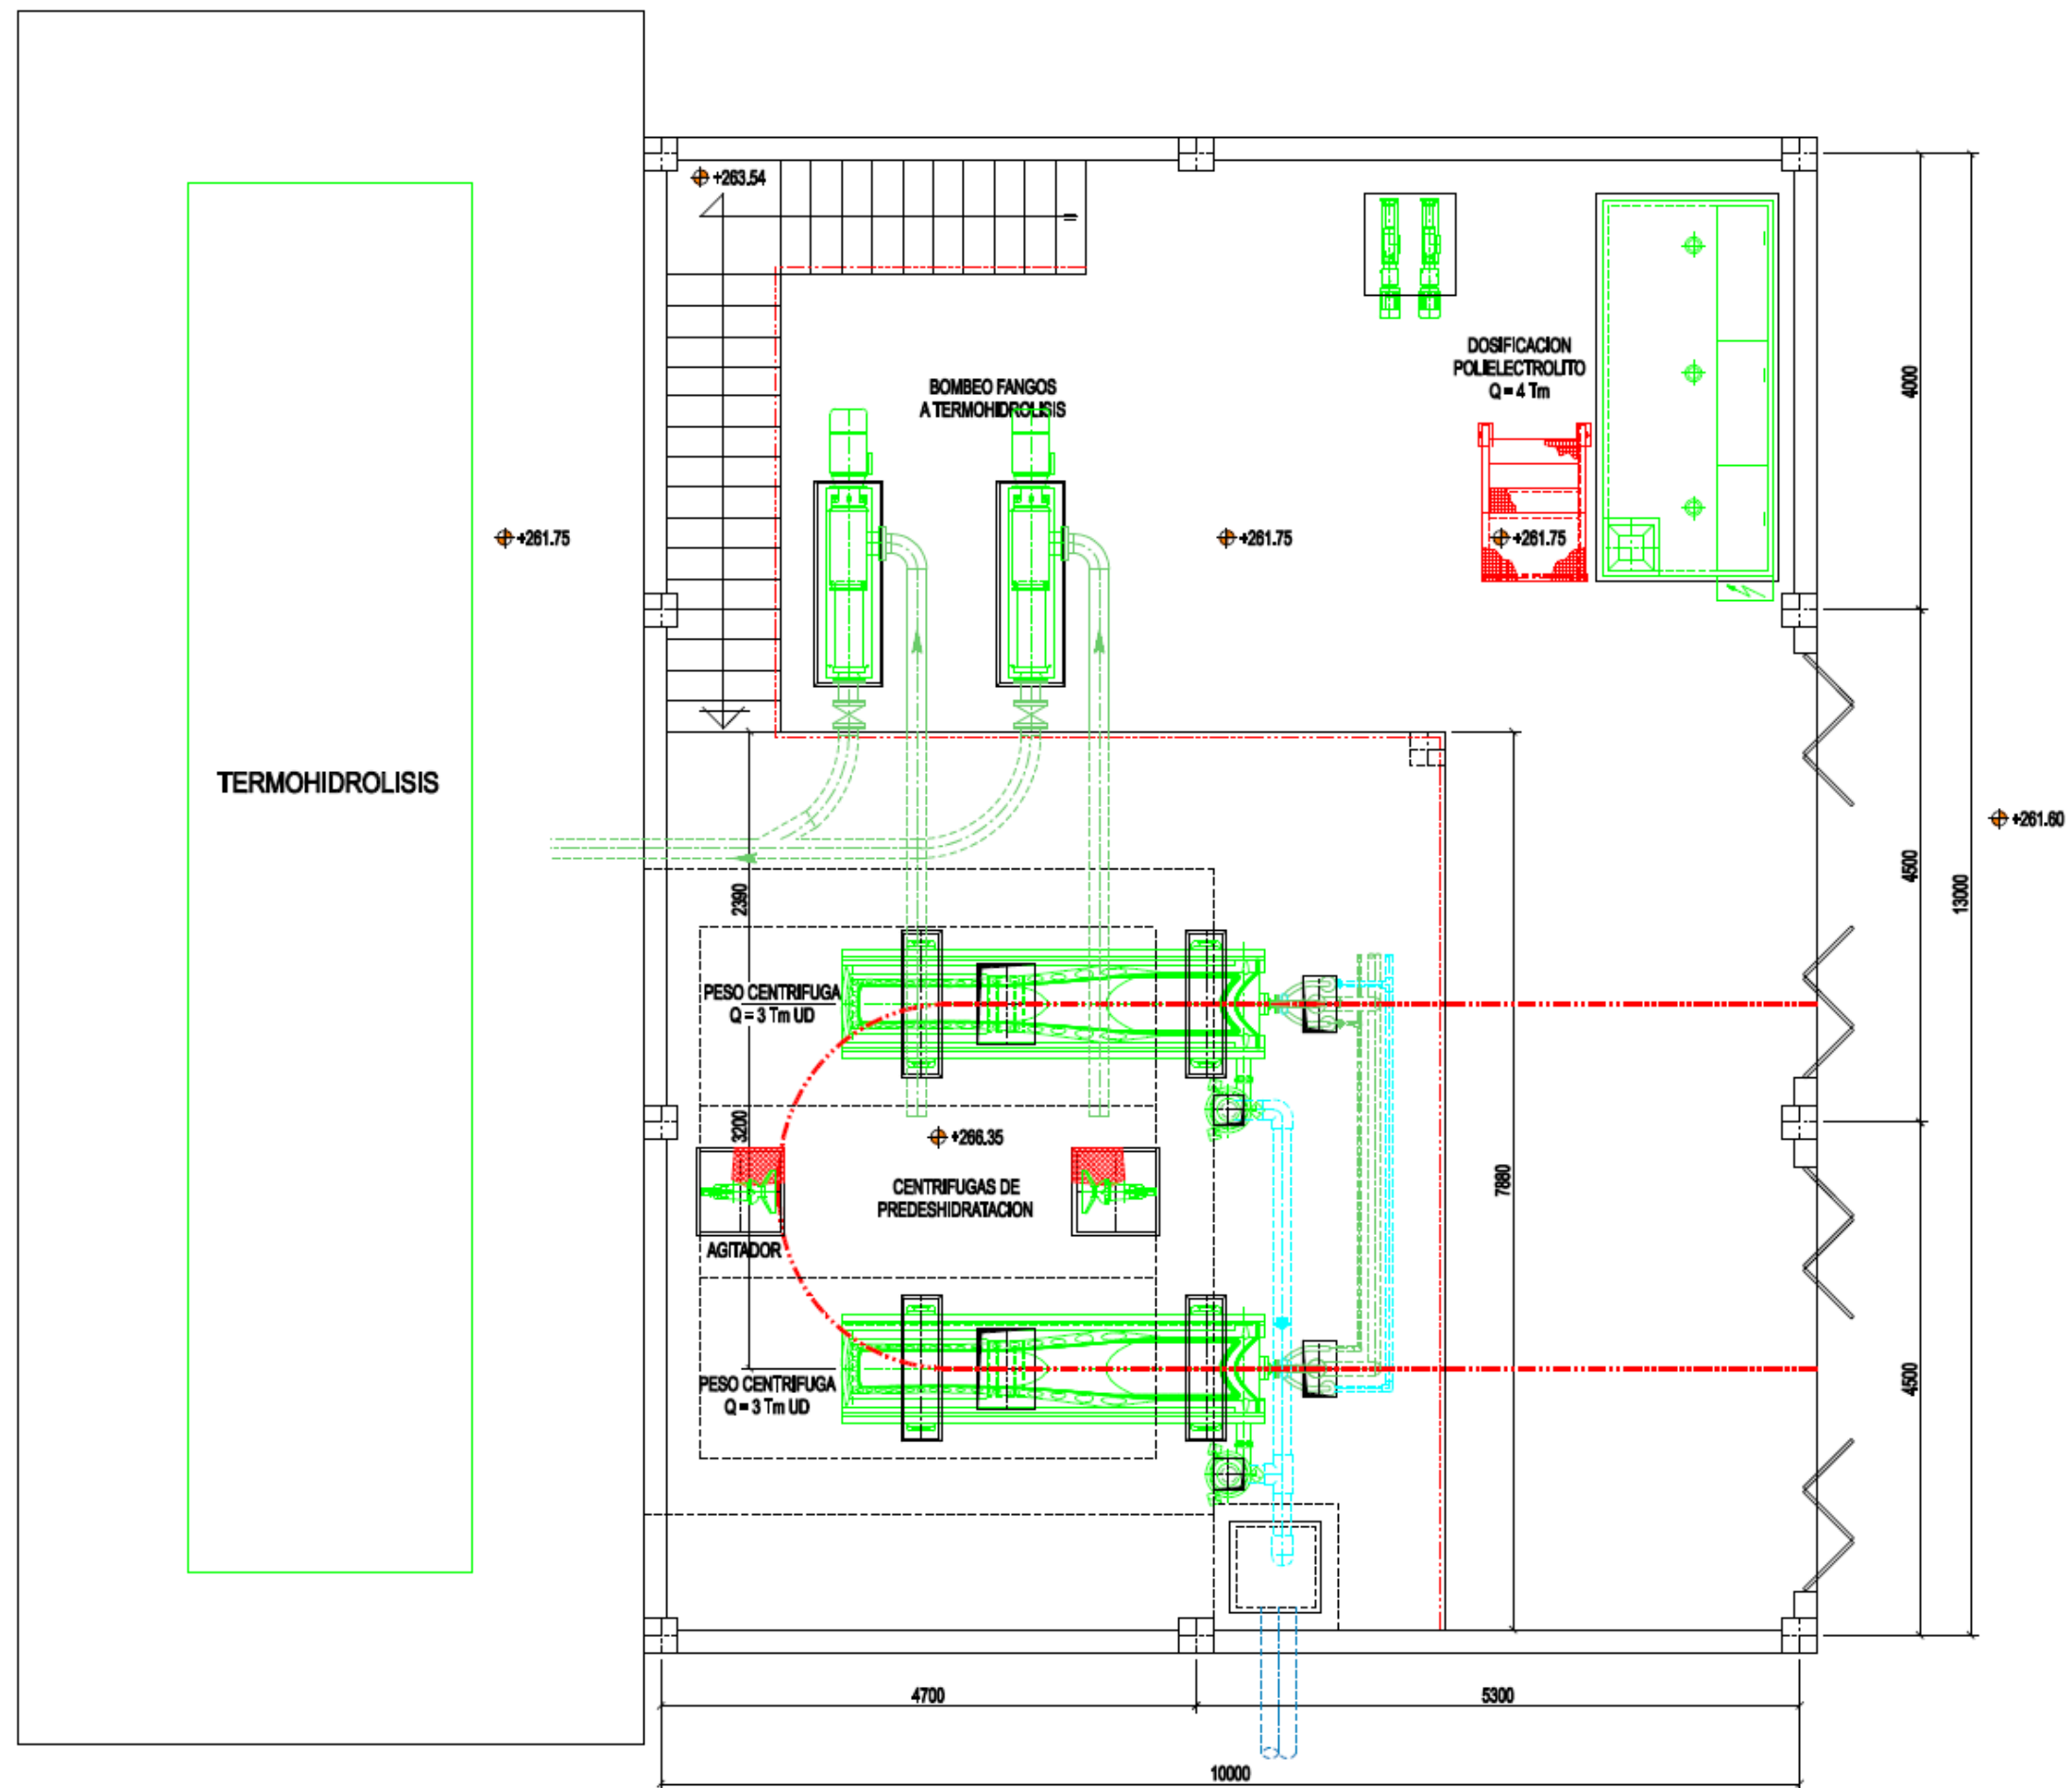 +263.54
DOSIFICACION
POLIELECTROLITO
Q = 4 Tm
BOMBEO FANGOS
A TERMOHIDROLISIS
4000
+261.75
+261.75
+261.75
TERMOHIDROLISIS
+261.60
4500
13000
2390
PESO CENTRIFUGA
Q = 3 Tm UD
3200
+266.35
CENTRIFUGAS DE
PREDESHIDRATACION
7880
AGITADOR
PESO CENTRIFUGA
Q = 3 Tm UD
4500
4700
5300
10000